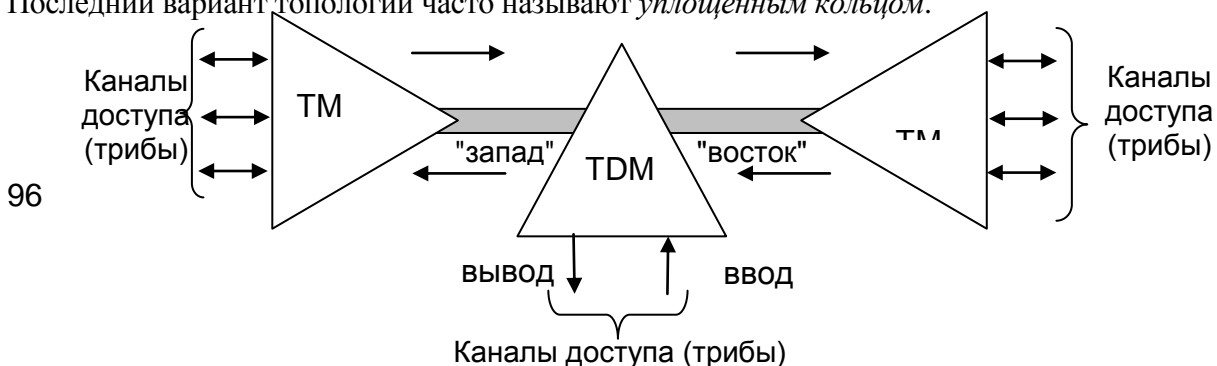 Последний вариант топологии часто называют уплощенным кольцом.
Каналы
доступа
(трибы)
TM
"запад"
TDM
"восток"
Каналы
доступа
(трибы)
96
вывод
ввод
Каналы доступа (трибы)